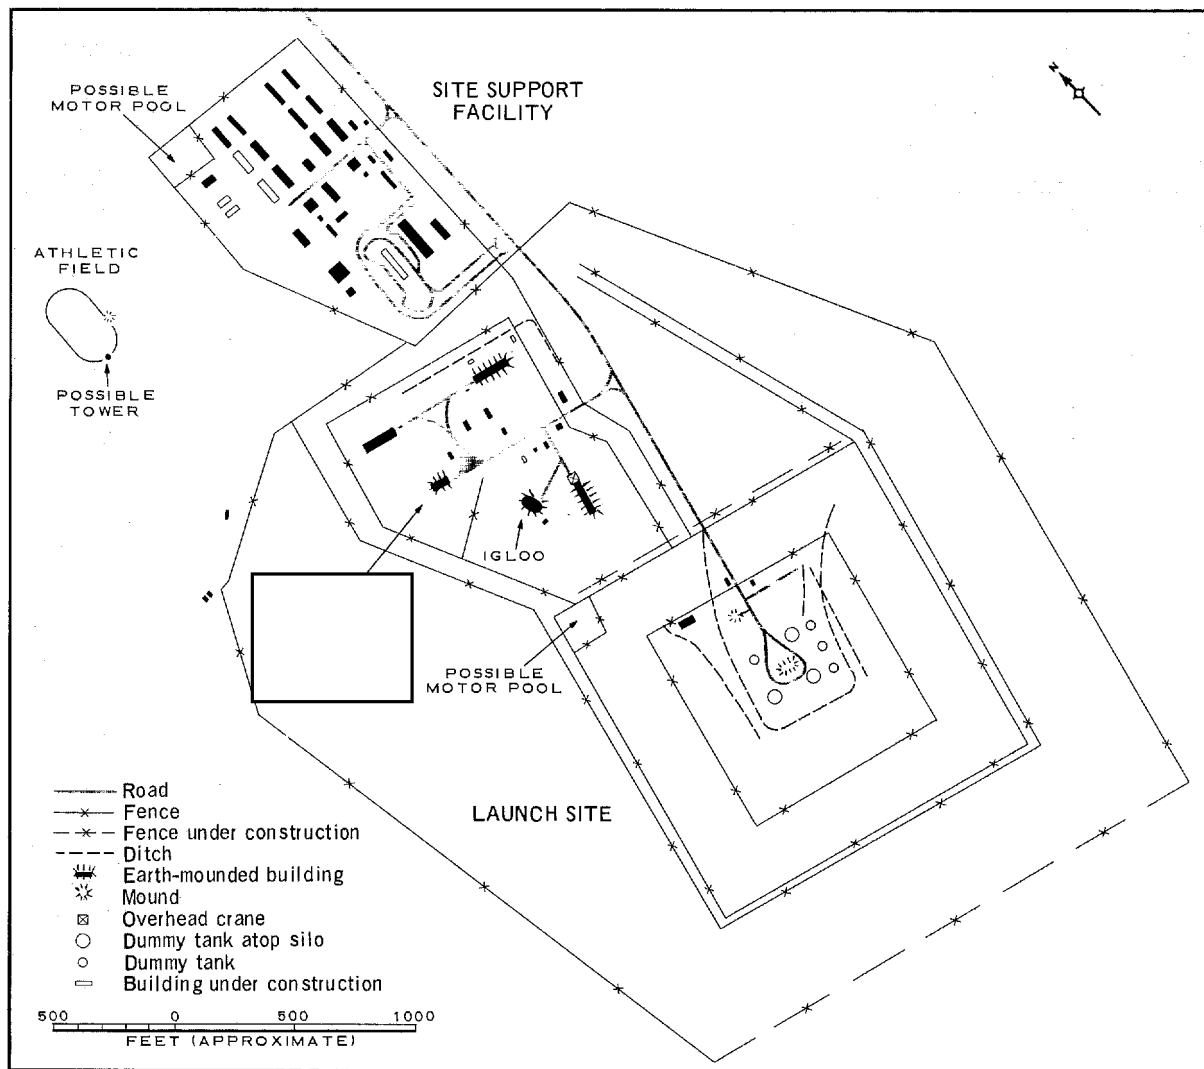 POSSIBLE
MOTOR POOL
SITE SUPPORT
FACILITY
N
ATHLETIC
FIELD
POSSIBLE
TOWER
IGLOO
POSSIBLE
MOTOR POOL
LAUNCH SITE
Road
Fence
Fence under construction
Ditch
Earth-mounded building
Mound
Overhead crane
Dummy tank atop silo
Dummy tank
Building under construction
500 0 500 1000
FEET (APPROXIMATE)